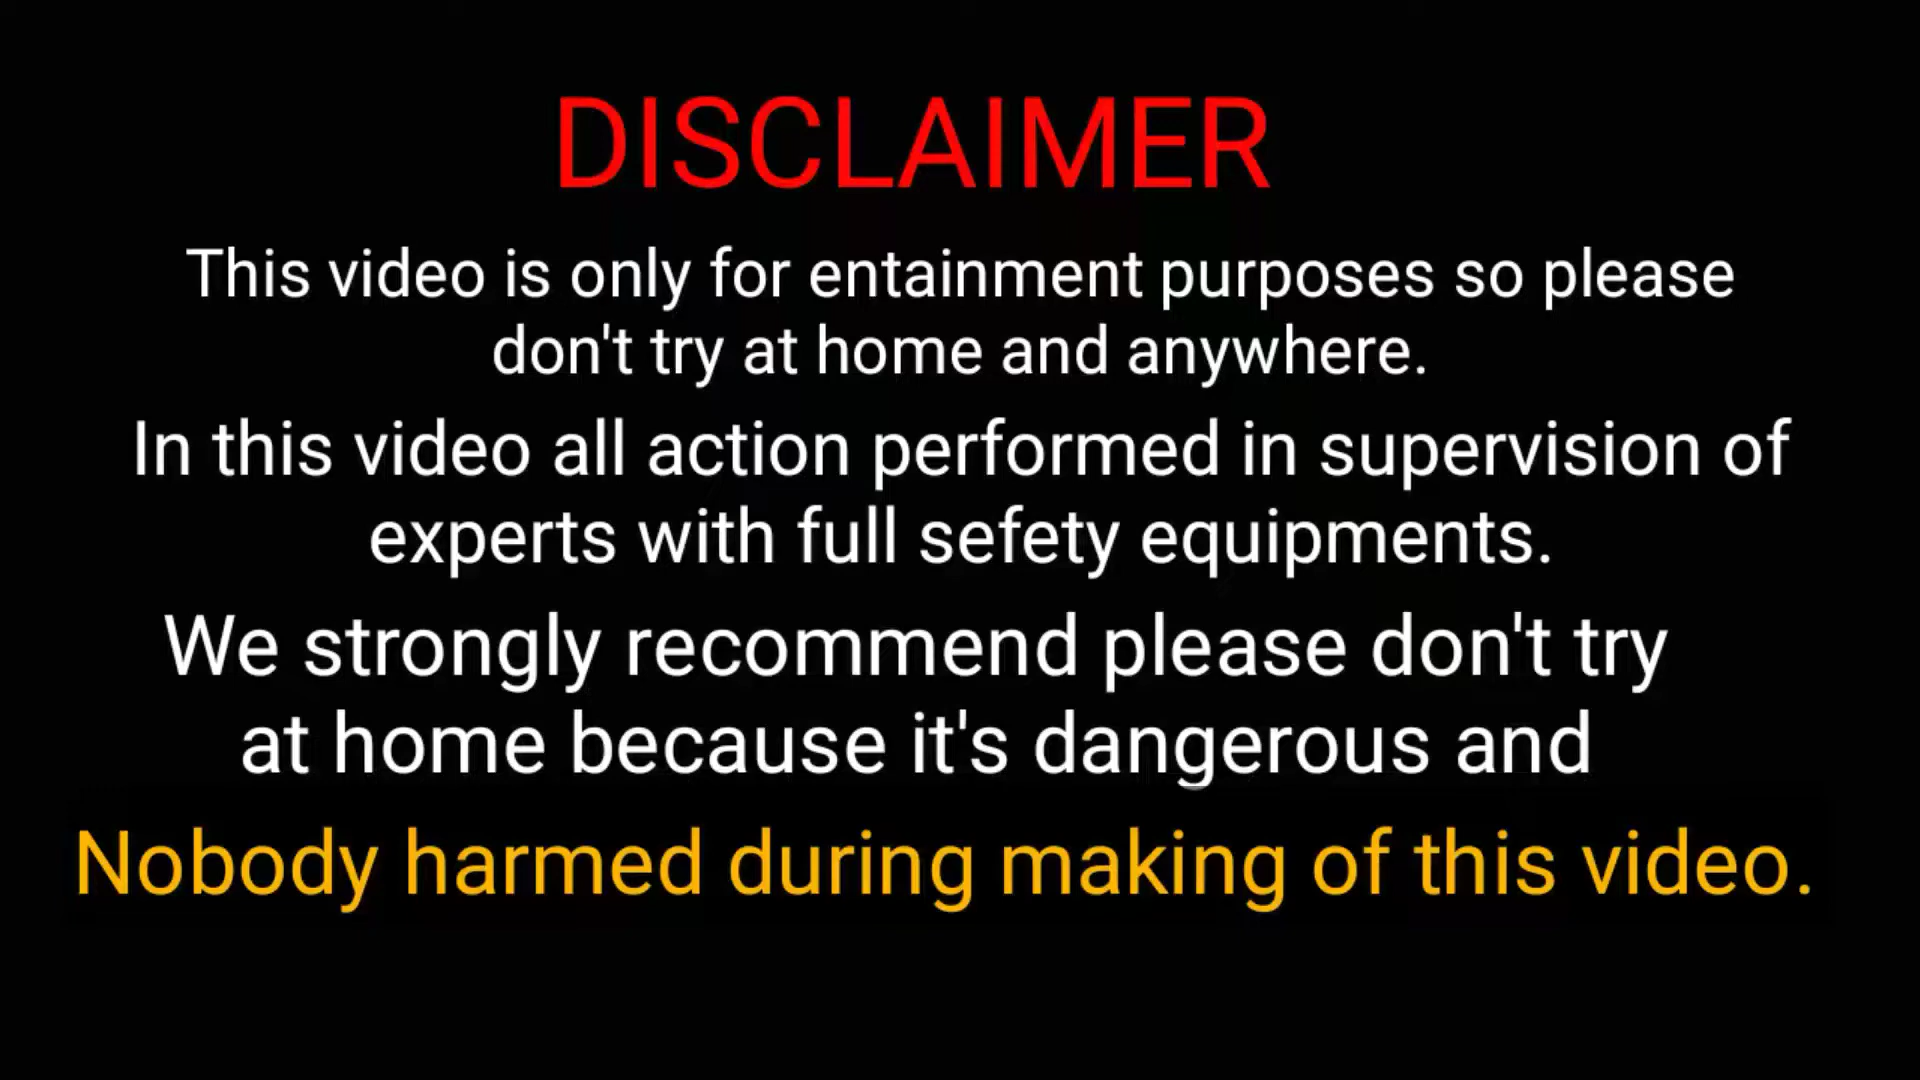 DISCLAIMER
This video is only for entainment purposes so please
don't try at home and anywhere.
In this video all action performed in supervision of
experts with full sefety equipments.
We strongly recommend please don't try
at home because it's dangerous and
Nobody harmed during making of this video.